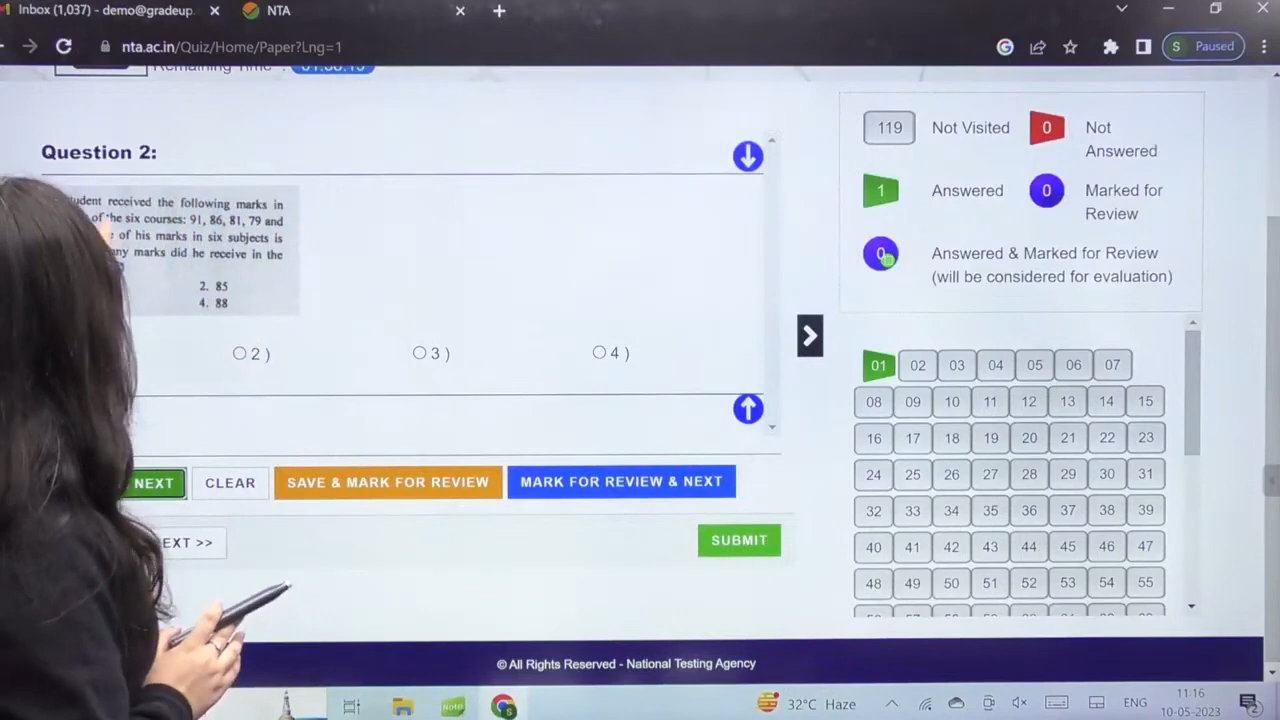 Inbox (1,037) - demo@gradeup.
NTA
nta.ac.in/Quiz/Home/Paper?Lng=1
S Paused
Remaining Time :
119 Not Visited
0 Not Answered
1 Answered
0 Marked for Review
0 Answered & Marked for Review (will be considered for evaluation)
Question 2:
udent received the following marks in
of the six courses: 91, 86, 81, 79 and
of his marks in six subjects is
any marks did he receive in the
2. 85
4. 88
2 )
3 )
4 )
NEXT
CLEAR
SAVE & MARK FOR REVIEW
MARK FOR REVIEW & NEXT
EXT >>
SUBMIT
01 02 03 04 05 06 07
08 09 10 11 12 13 14 15
16 17 18 19 20 21 22 23
24 25 26 27 28 29 30 31
32 33 34 35 36 37 38 39
40 41 42 43 44 45 46 47
48 49 50 51 52 53 54 55
© All Rights Reserved - National Testing Agency
32°C Haze
ENG
11:16
10-05-2023
2